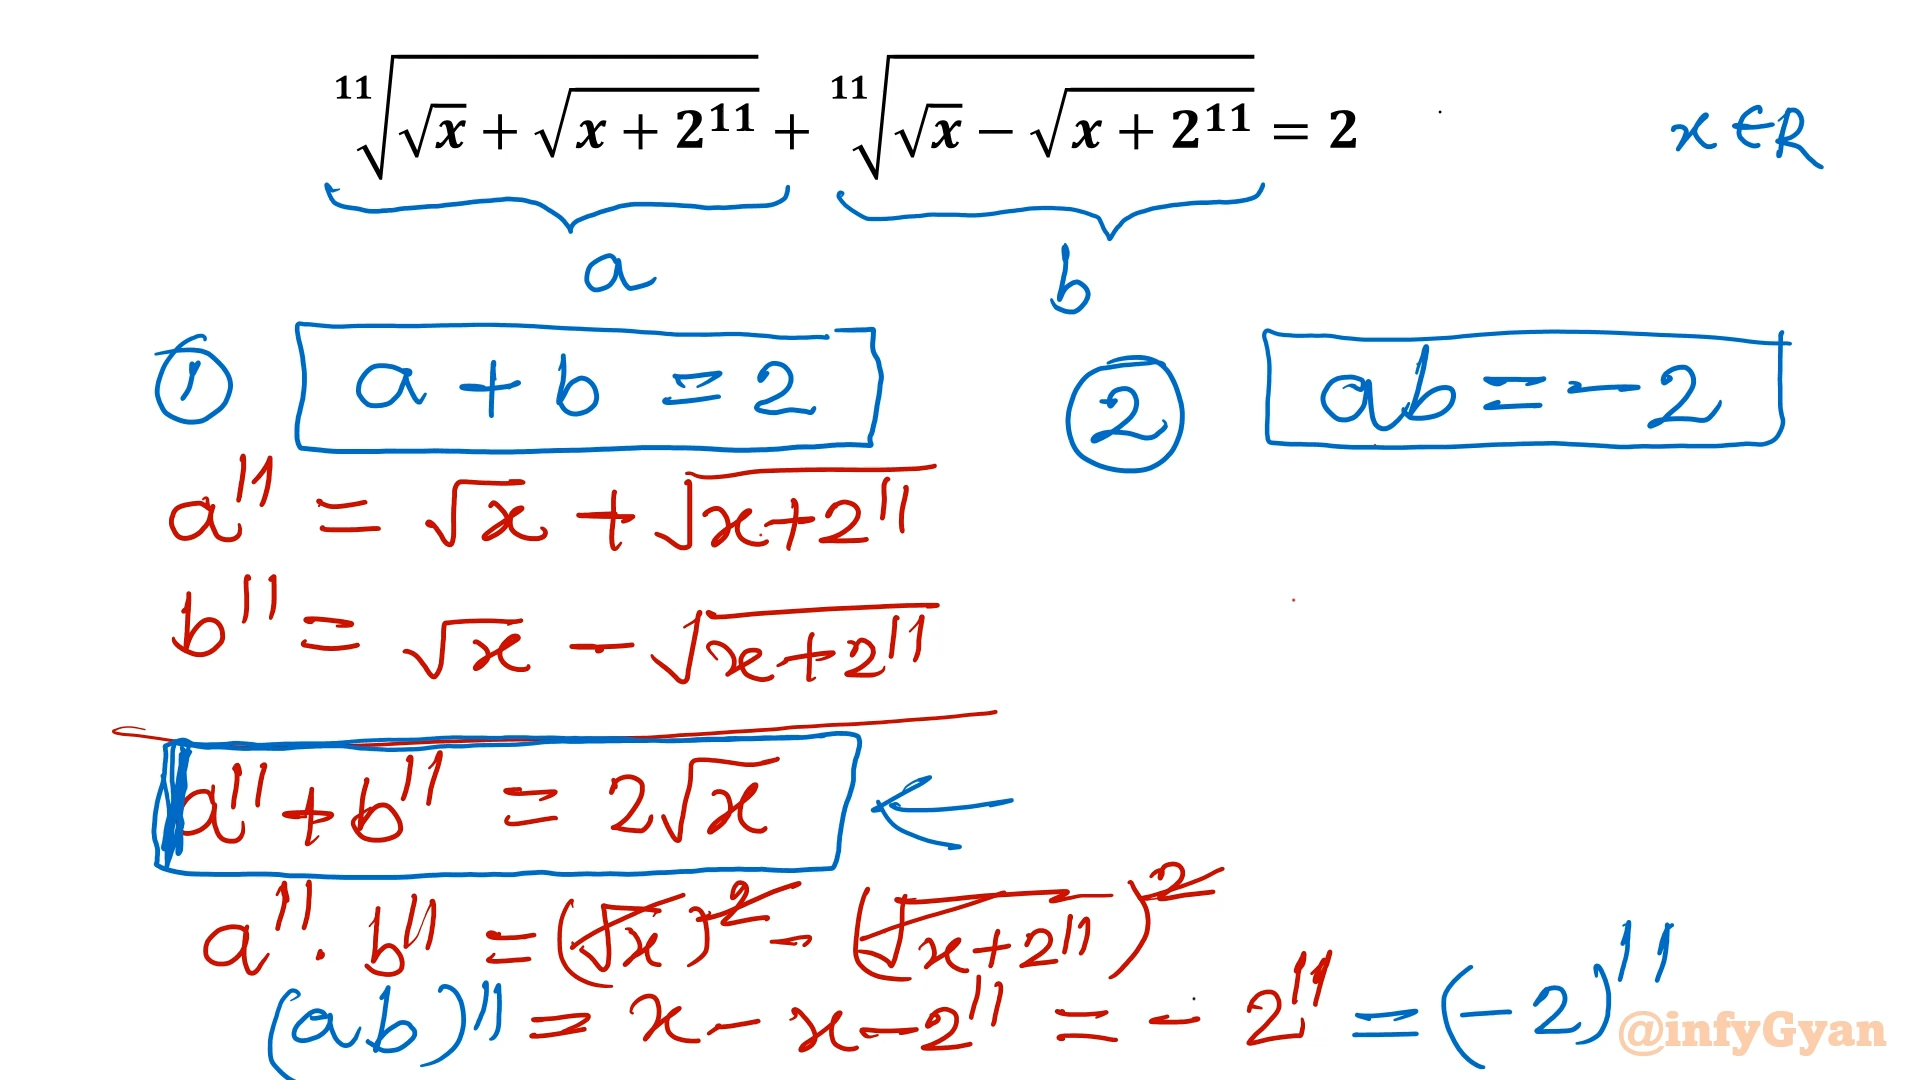 ¹¹√(√x + √(x + 2¹¹)) + ¹¹√(√x − √(x + 2¹¹)) = 2 x ∈ R
a b
① a + b = 2 ② ab = −2
a¹¹ = √x + √(x+2¹¹)
b¹¹ = √x − √(x+2¹¹)
a¹¹ + b¹¹ = 2√x ←
a¹¹ · b¹¹ = (√x)² − (√(x+2¹¹))²
(ab)¹¹ = x − x − 2¹¹ = − 2¹¹ = (−2)¹¹
@infyGyan